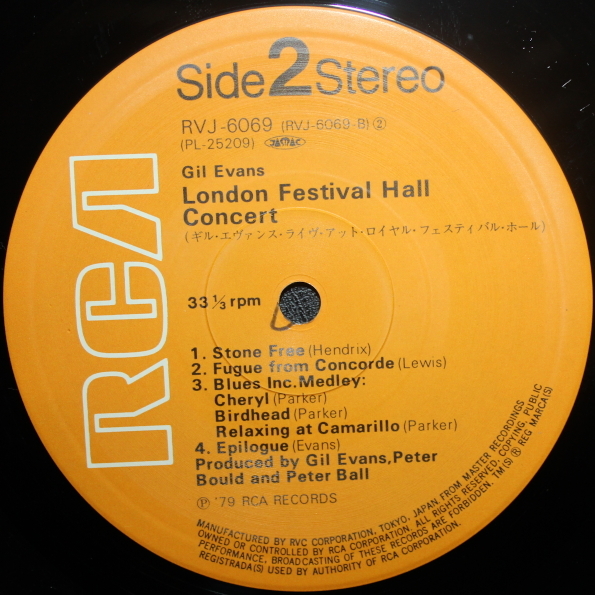 Side 2 Stereo
RVJ-6069 (RVJ-6069-B) ②
(PL-25209) JASRAC
Gil Evans
London Festival Hall
Concert
(ギル・エヴァンス・ライヴ・アット・ロイヤル・フェスティバル・ホール)
RCA
33 1/3 rpm
1. Stone Free (Hendrix)
2. Fugue from Concorde (Lewis)
3. Blues Inc. Medley:
Cheryl (Parker)
Birdhead (Parker)
Relaxing at Camarillo (Parker)
4. Epilogue (Evans)
Produced by Gil Evans, Peter
Bould and Peter Ball
Ⓟ '79 RCA RECORDS
MANUFACTURED BY RVC CORPORATION, TOKYO, JAPAN, FROM MASTER RECORDINGS
OWNED OR CONTROLLED BY RCA CORPORATION. ALL RIGHTS RESERVED. COPYING, PUBLIC
PERFORMANCE, BROADCASTING OF THESE RECORDS ARE FORBIDDEN. TM(S) ® REG MARCA(S)
REGISTRADA(S) USED BY AUTHORITY OF RCA CORPORATION.